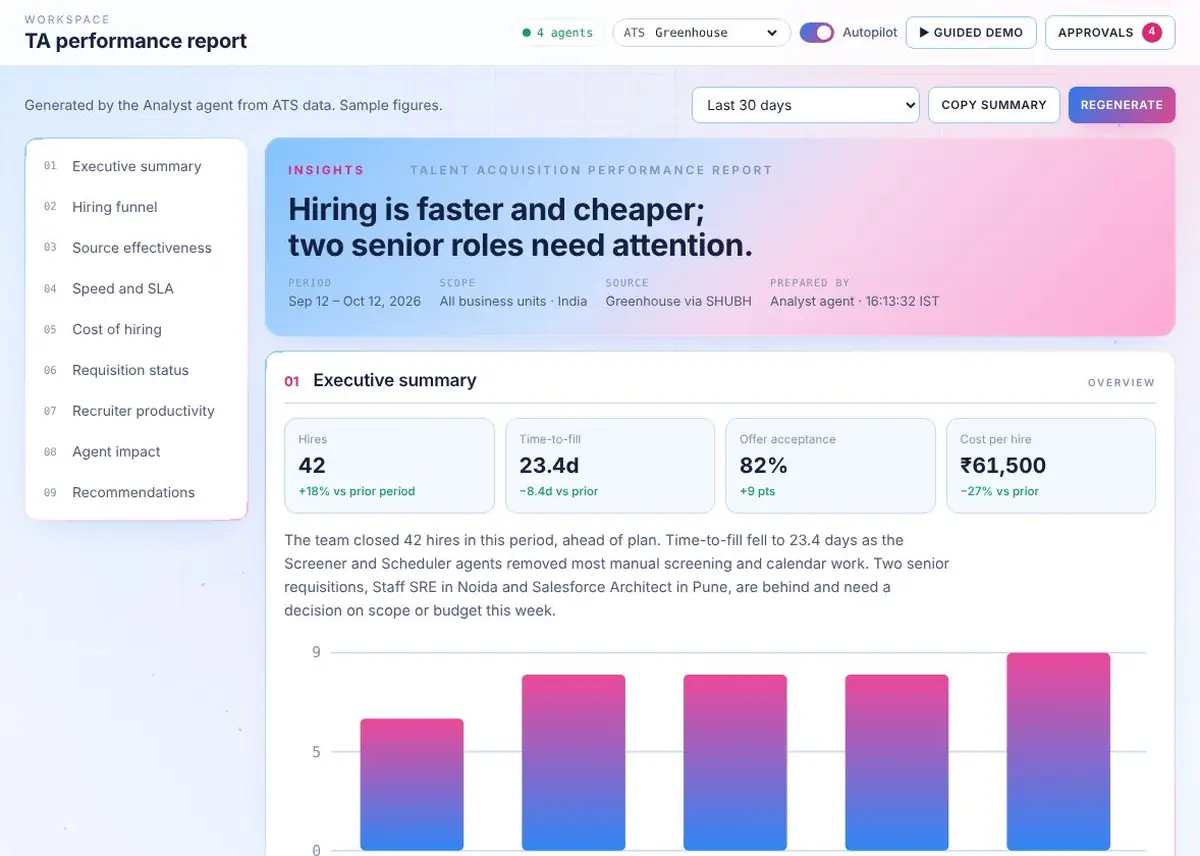 WORKSPACE
TA performance report
4 agents
ATS Greenhouse
Autopilot
▶ GUIDED DEMO
APPROVALS 4
Generated by the Analyst agent from ATS data. Sample figures.
Last 30 days
COPY SUMMARY
REGENERATE
01 Executive summary
02 Hiring funnel
03 Source effectiveness
04 Speed and SLA
05 Cost of hiring
06 Requisition status
07 Recruiter productivity
08 Agent impact
09 Recommendations
INSIGHTS TALENT ACQUISITION PERFORMANCE REPORT
Hiring is faster and cheaper;
two senior roles need attention.
PERIOD
Sep 12 – Oct 12, 2026
SCOPE
All business units · India
SOURCE
Greenhouse via SHUBH
PREPARED BY
Analyst agent · 16:13:32 IST
01 Executive summary
OVERVIEW
Hires
42
+18% vs prior period
Time-to-fill
23.4d
−8.4d vs prior
Offer acceptance
82%
+9 pts
Cost per hire
₹61,500
−27% vs prior
The team closed 42 hires in this period, ahead of plan. Time-to-fill fell to 23.4 days as the
Screener and Scheduler agents removed most manual screening and calendar work. Two senior
requisitions, Staff SRE in Noida and Salesforce Architect in Pune, are behind and need a
decision on scope or budget this week.
9
5
0